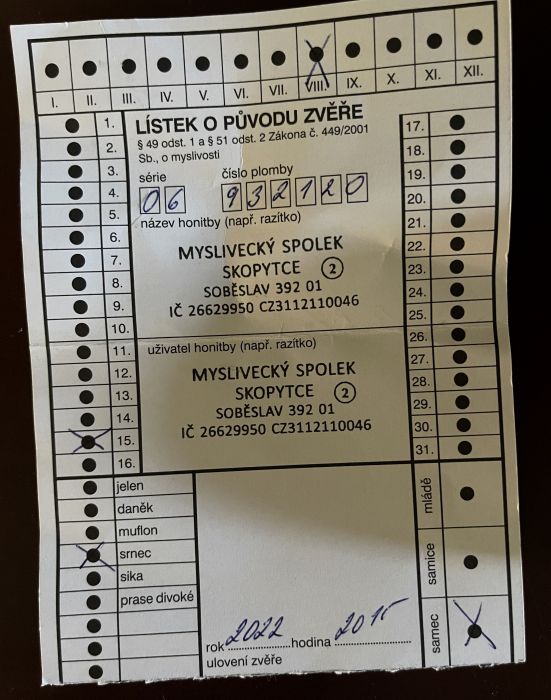 I. II. III. IV. V. VI. VII. VIII. IX. X. XI. XII.
LÍSTEK O PŮVODU ZVĚŘE
§ 49 odst. 1 a § 51 odst. 2 Zákona č. 449/2001
Sb., o myslivosti
série
číslo plomby
06
932120
název honitby (např. razítko)
MYSLIVECKÝ SPOLEK
SKOPYTCE 2
SOBĚSLAV 392 01
IČ 26629950 CZ3112110046
uživatel honitby (např. razítko)
MYSLIVECKÝ SPOLEK
SKOPYTCE 2
SOBĚSLAV 392 01
IČ 26629950 CZ3112110046
1.
2.
3.
4.
5.
6.
7.
8.
9.
10.
11.
12.
13.
14.
15.
16.
17.
18.
19.
20.
21.
22.
23.
24.
25.
26.
27.
28.
29.
30.
31.
jelen
daněk
muflon
srnec
sika
prase divoké
rok 2022 hodina 2015
ulovení zvěře
mládě
samice
samec